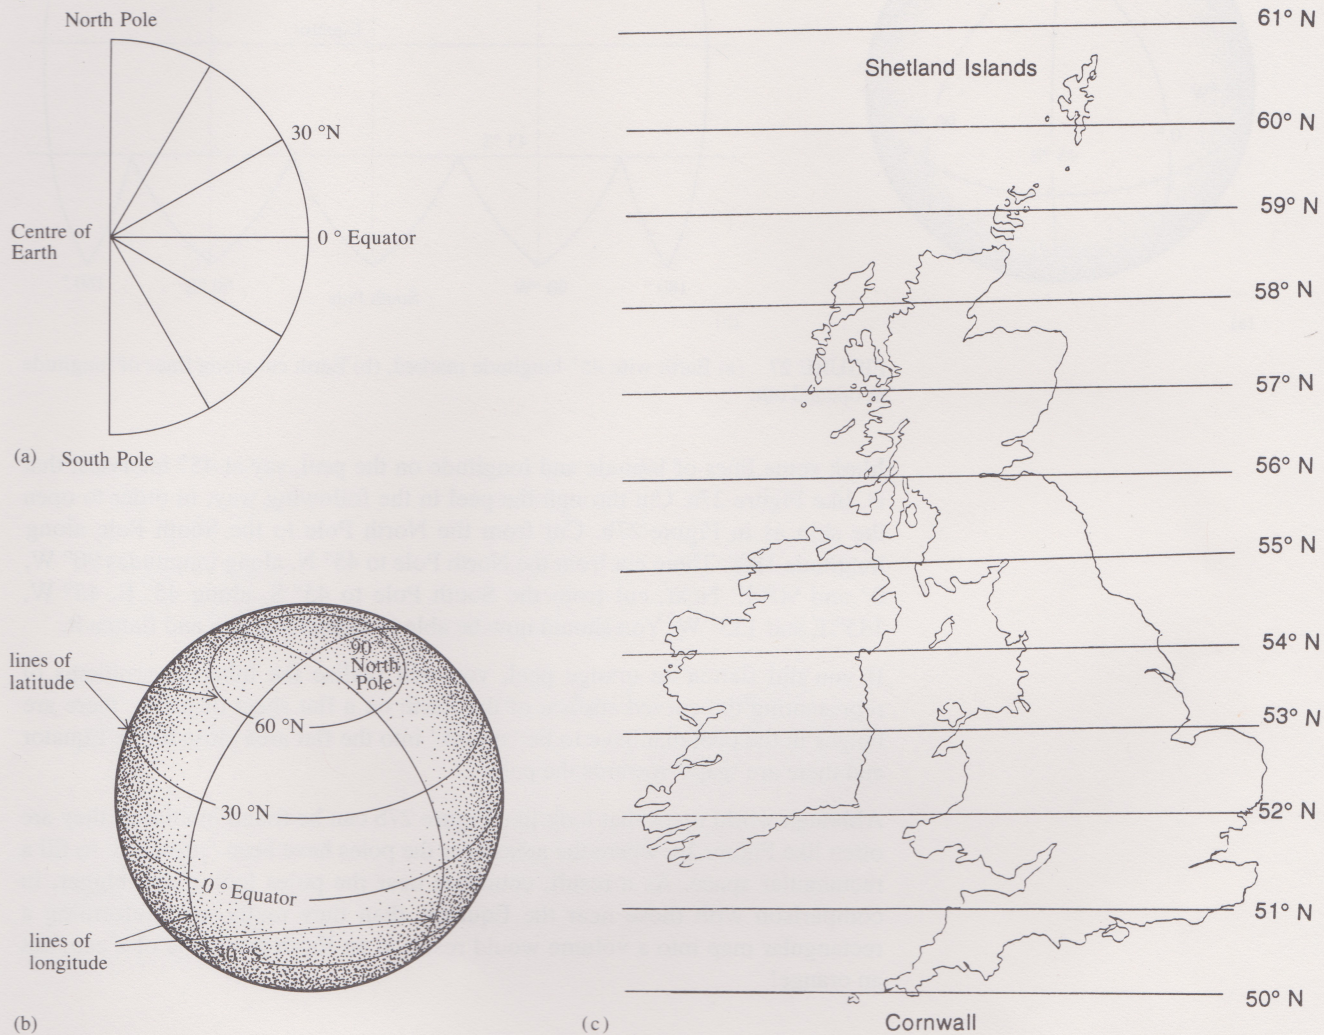 North Pole
30 °N
Centre of
Earth
0 ° Equator
(a) South Pole
lines of
latitude
90
North
Pole
60 °N
30 °N
0 ° Equator
lines of
longitude
(b)
61° N
Shetland Islands
60° N
59° N
58° N
57° N
56° N
55° N
54° N
53° N
52° N
51° N
50° N
(c)
Cornwall